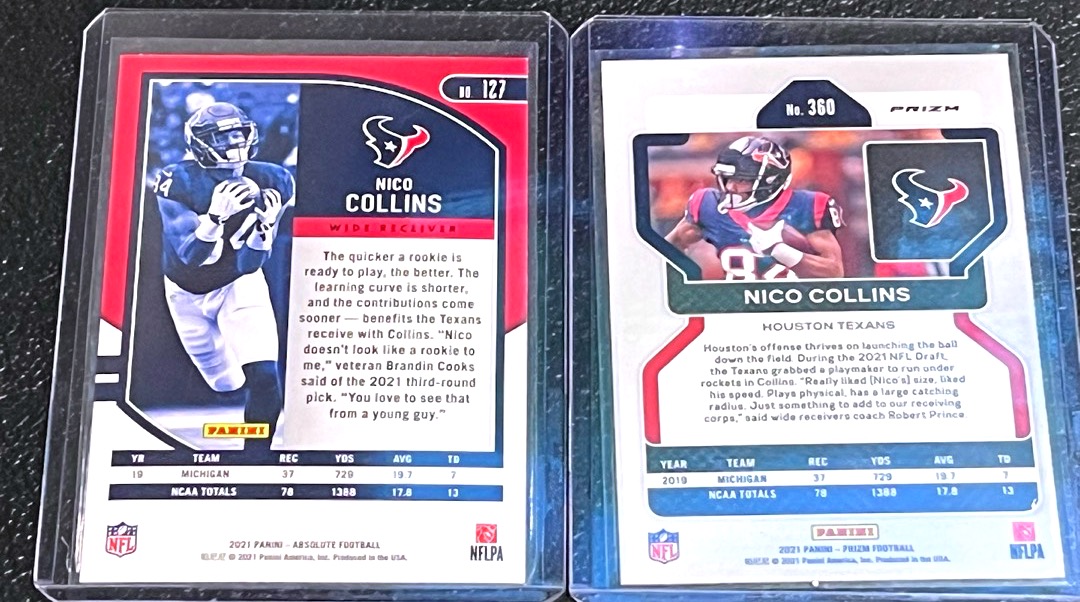 No. 127
NICO
COLLINS
WIDE RECEIVER
The quicker a rookie is
ready to play, the better. The
learning curve is shorter,
and the contributions come
sooner — benefits the Texans
receive with Collins. “Nico
doesn’t look like a rookie to
me,” veteran Brandin Cooks
said of the 2021 third-round
pick. “You love to see that
from a young guy.”
PANINI
YR TEAM REC YDS AVG TD
19 MICHIGAN 37 729 19.7 7
NCAA TOTALS 78 1388 17.8 13
NFL
2021 PANINI – ABSOLUTE FOOTBALL
© 2021 Panini America, Inc. Produced in the USA.
NFLPA
No. 360 PRIZM
NICO COLLINS
HOUSTON TEXANS
Houston’s offense thrives on launching the ball
down the field. During the 2021 NFL Draft,
the Texans grabbed a playmaker to run under
rockets in Collins. “Really liked [Nico’s] size, liked
his speed. Plays physical, has a large catching
radius. Just something to add to our receiving
corps,” said wide receivers coach Robert Prince
YEAR TEAM REC YDS AVG TD
2019 MICHIGAN 37 729 19.7 7
NCAA TOTALS 78 1388 17.8 13
PANINI
NFL
2021 PANINI – PRIZM FOOTBALL
© 2021 Panini America, Inc. Produced in the USA.
NFLPA